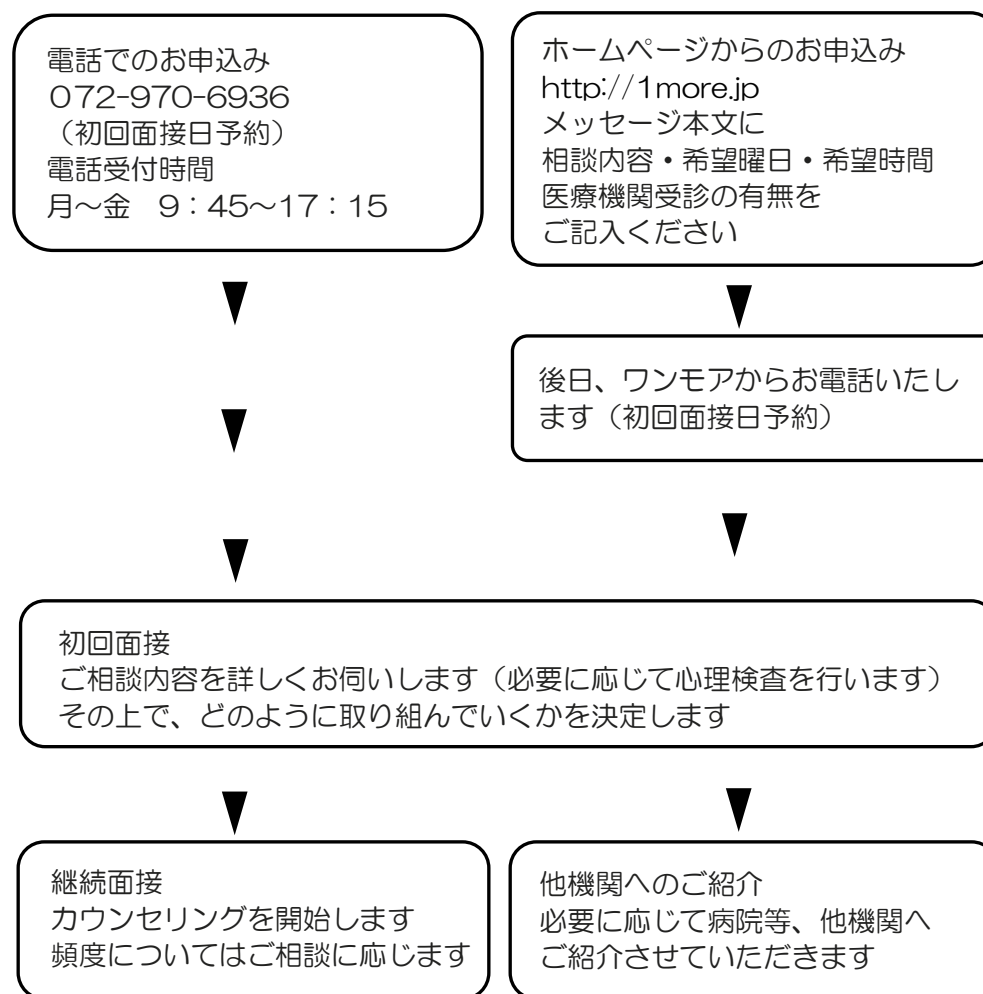 電話でのお申込み
072-970-6936
(初回面接日予約)
電話受付時間
月～金　9：45～17：15
ホームページからのお申込み
http://1more.jp
メッセージ本文に
相談内容・希望曜日・希望時間
医療機関受診の有無を
ご記入ください
後日、ワンモアからお電話いたし
ます（初回面接日予約）
初回面接
ご相談内容を詳しくお伺いします（必要に応じて心理検査を行います）
その上で、どのように取り組んでいくかを決定します
継続面接
カウンセリングを開始します
頻度についてはご相談に応じます
他機関へのご紹介
必要に応じて病院等、他機関へ
ご紹介させていただきます